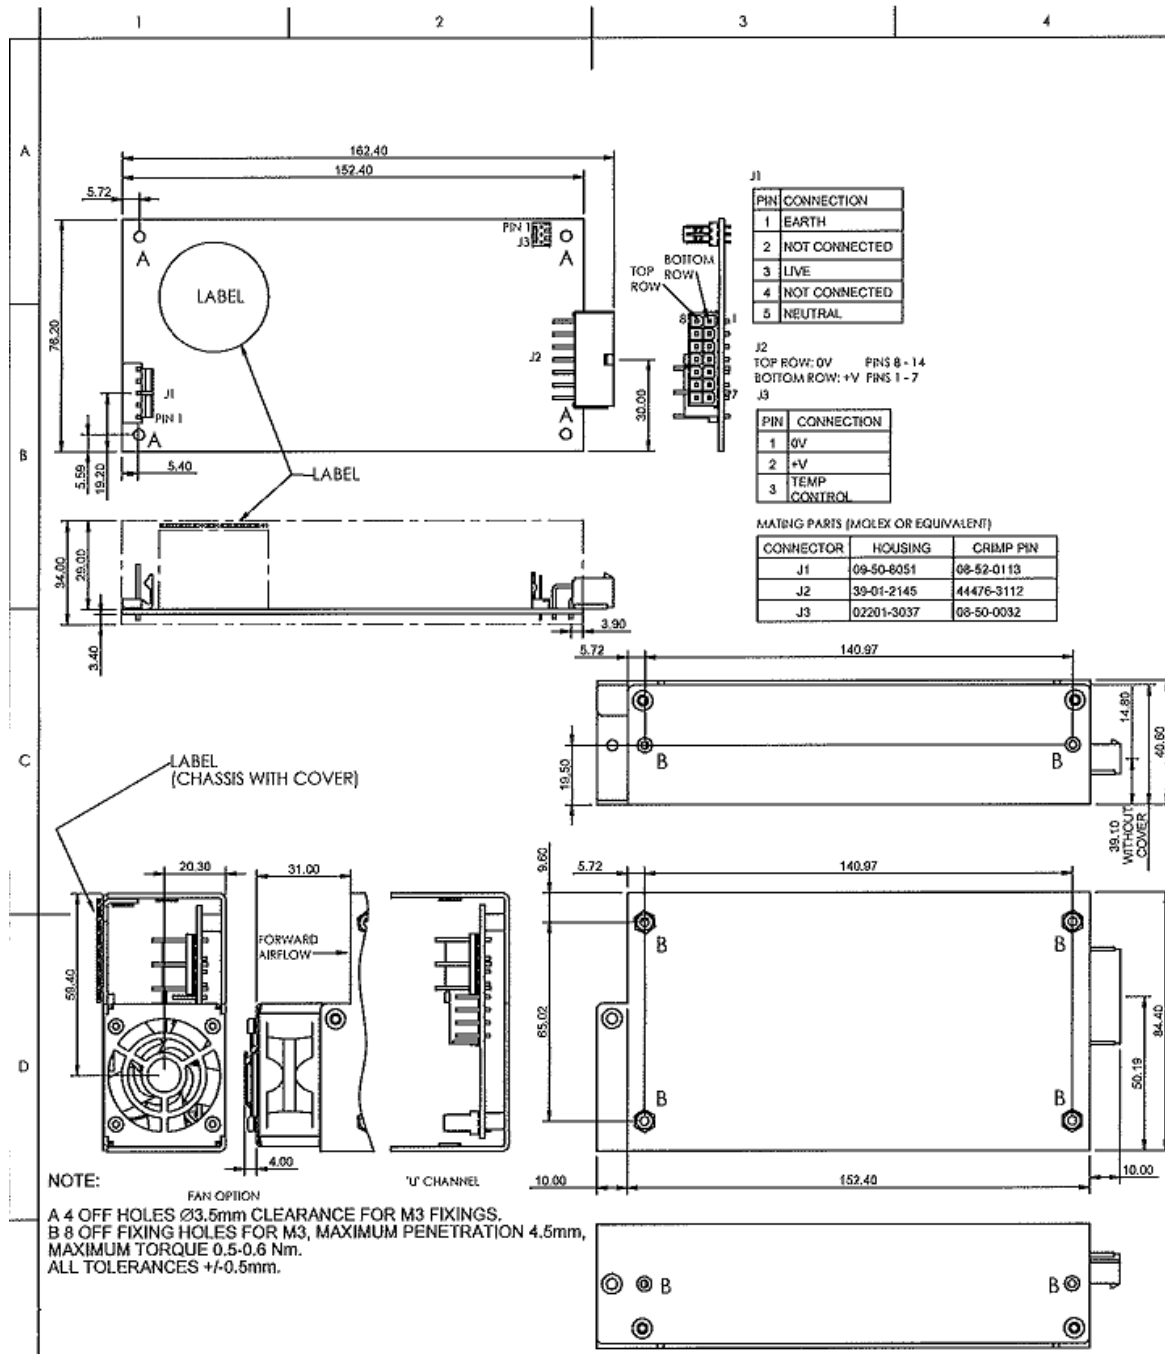 1 2 3 4
A
162.40
152.40
5.72
PIN 1
J3
A
A
LABEL
76.20
J2
J1
PIN 1
A
A
30.00
B
5.59
19.20
5.40
LABEL
TOP ROW
BOTTOM ROW
8 1
7
J1
PIN CONNECTION
1 EARTH
2 NOT CONNECTED
3 LIVE
4 NOT CONNECTED
5 NEUTRAL
J2
TOP ROW: 0V PINS 8 - 14
BOTTOM ROW: +V PINS 1 - 7
J3
PIN CONNECTION
1 0V
2 +V
3 TEMP CONTROL
MATING PARTS (MOLEX OR EQUIVALENT)
CONNECTOR HOUSING CRIMP PIN
J1 09-50-8051 08-52-0113
J2 39-01-2145 44476-3112
J3 02201-3037 08-50-0032
34.00
29.00
3.40
3.90
5.72
140.97
C
19.50
B
B
14.80
40.60
39.10
WITHOUT
COVER
LABEL
(CHASSIS WITH COVER)
20.30
31.00
9.60
5.72
140.97
FORWARD
AIRFLOW
59.40
B
B
65.02
84.40
D
50.19
B
B
4.00
10.00
152.40
10.00
FAN OPTION
'U' CHANNEL
NOTE:
A 4 OFF HOLES Ø3.5mm CLEARANCE FOR M3 FIXINGS.
B 8 OFF FIXING HOLES FOR M3, MAXIMUM PENETRATION 4.5mm,
MAXIMUM TORQUE 0.5-0.6 Nm.
ALL TOLERANCES +/-0.5mm.
B
B